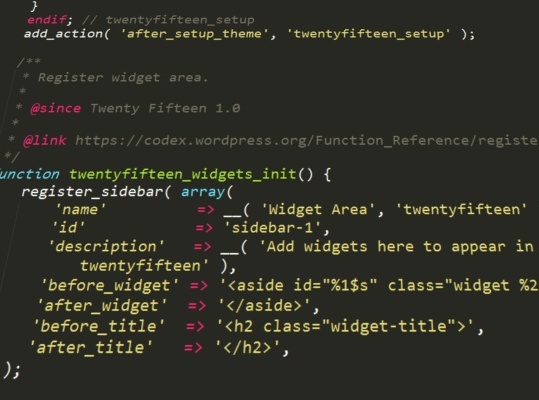 }
endif; // twentyfifteen_setup
add_action( 'after_setup_theme', 'twentyfifteen_setup' );
/**
* Register widget area.
*
* @since Twenty Fifteen 1.0
*
* @link https://codex.wordpress.org/Function_Reference/registe
*/
unction twentyfifteen_widgets_init() {
register_sidebar( array(
'name' => __( 'Widget Area', 'twentyfifteen'
'id' => 'sidebar-1',
'description' => __( 'Add widgets here to appear in
twentyfifteen' ),
'before_widget' => '<aside id="%1$s" class="widget %2
'after_widget' => '</aside>',
'before_title' => '<h2 class="widget-title">',
'after_title' => '</h2>',
);